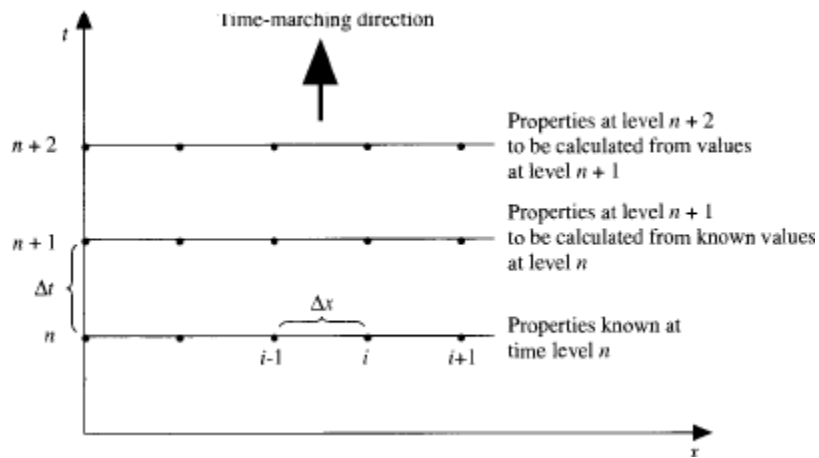 Time-marching direction
t
n + 2
Properties at level n + 2
to be calculated from values
at level n + 1
n + 1
Properties at level n + 1
to be calculated from known values
at level n
Δt
Δx
n
Properties known at
time level n
i-1
i
i+1
x